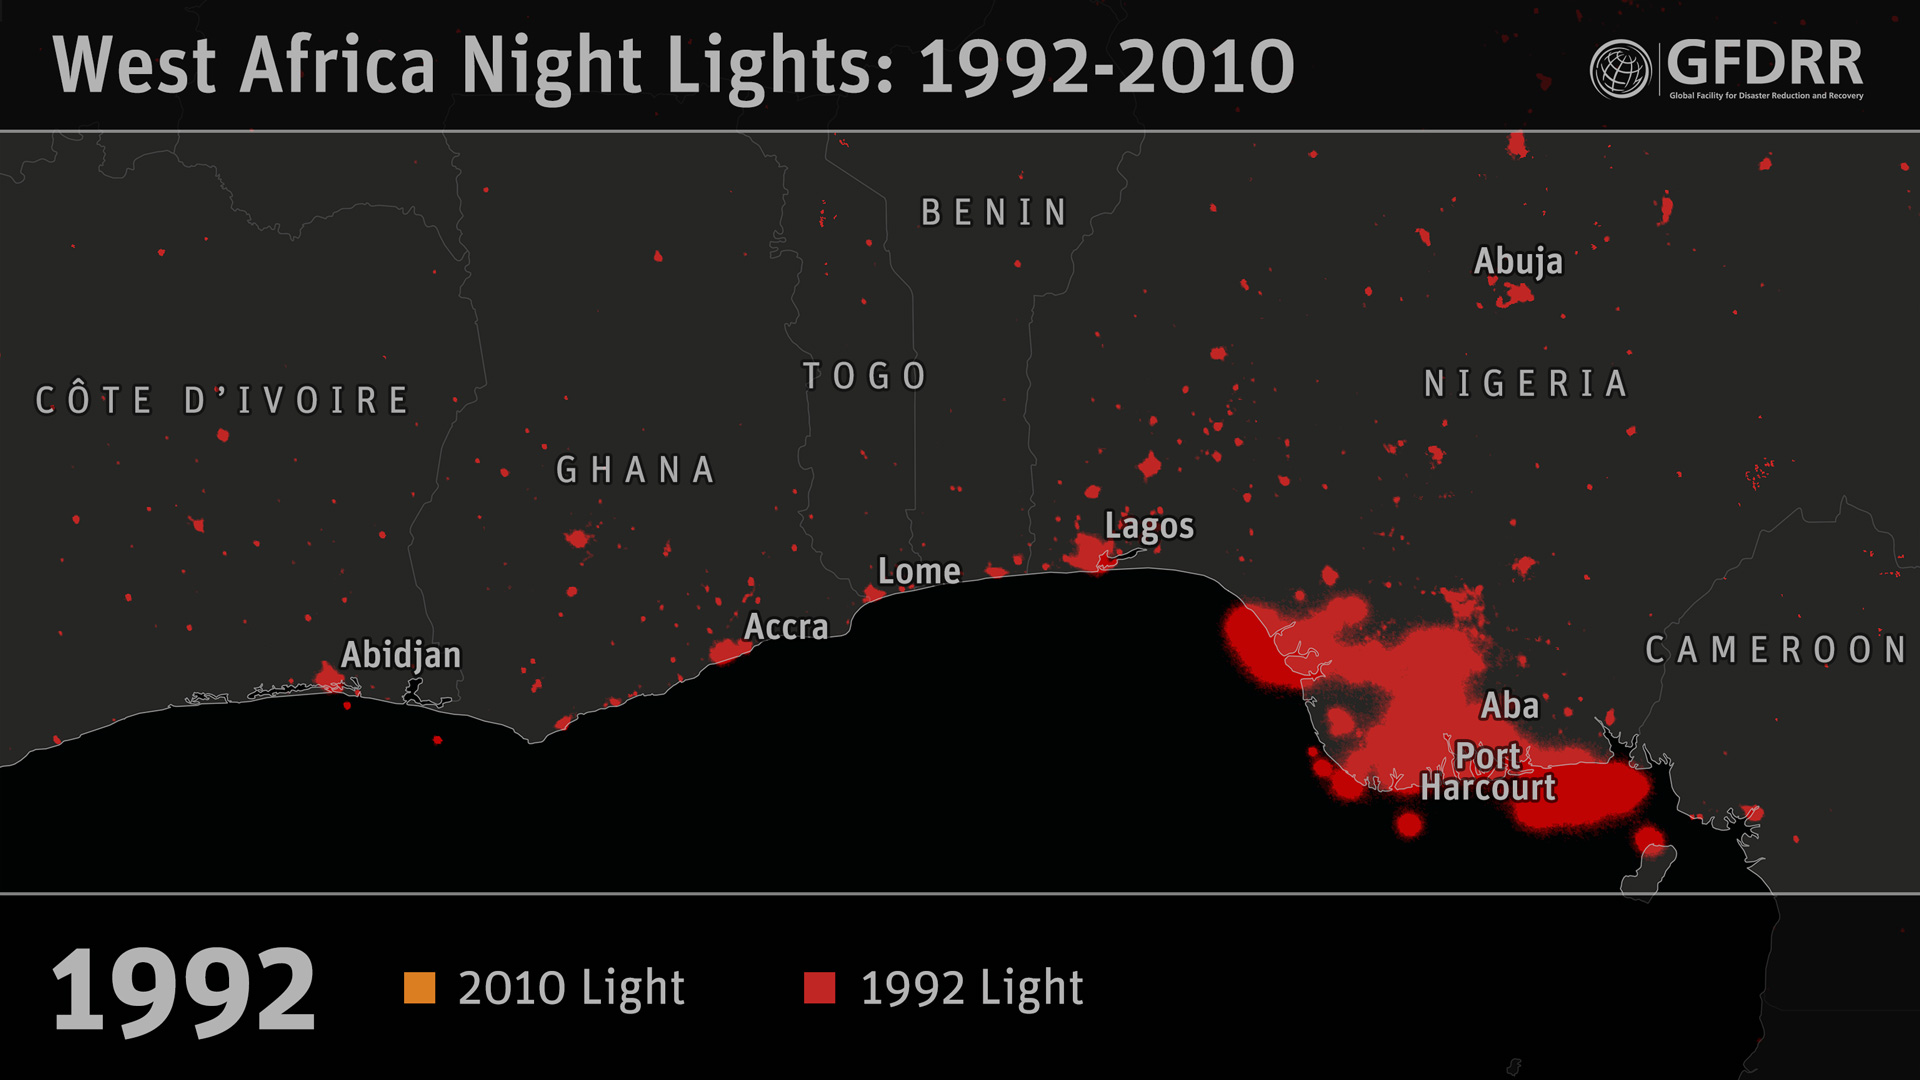 West Africa Night Lights: 1992-2010
GFDRR
Global Facility for Disaster Reduction and Recovery
BENIN
Abuja
TOGO
NIGERIA
CÔTE D'IVOIRE
GHANA
Lagos
Lome
Accra
Abidjan
CAMEROON
Aba
Port
Harcourt
1992
2010 Light
1992 Light